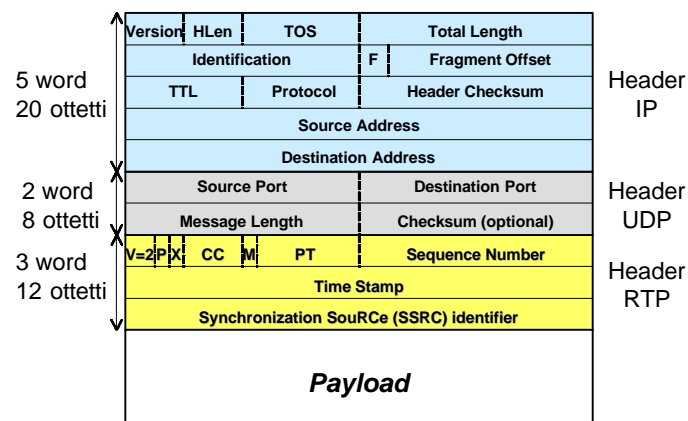 Version HLen TOS Total Length
Identification F Fragment Offset
5 word
20 ottetti
TTL Protocol Header Checksum
Header
IP
Source Address
Destination Address
2 word
8 ottetti
Source Port Destination Port
Header
UDP
Message Length Checksum (optional)
3 word
12 ottetti
V=2 P X CC M PT Sequence Number
Header
RTP
Time Stamp
Synchronization SouRCe (SSRC) identifier
Payload